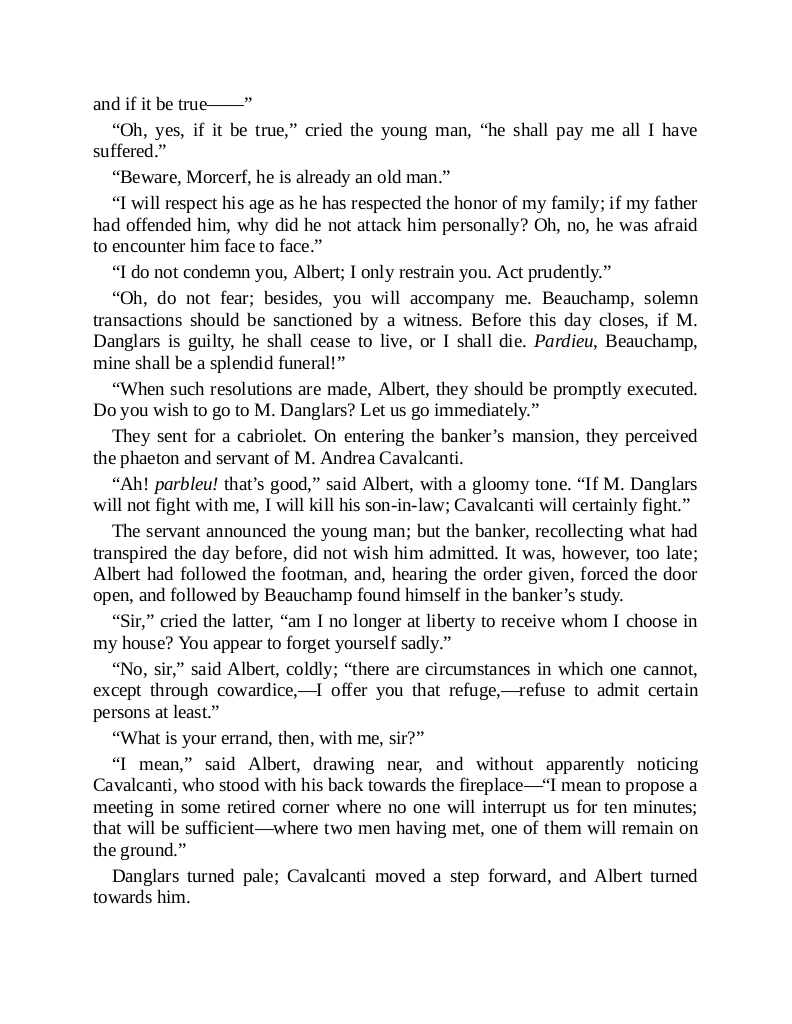 and if it be true——”
“Oh, yes, if it be true,” cried the young man, “he shall pay me all I have
suffered.”
“Beware, Morcerf, he is already an old man.”
“I will respect his age as he has respected the honor of my family; if my father
had offended him, why did he not attack him personally? Oh, no, he was afraid
to encounter him face to face.”
“I do not condemn you, Albert; I only restrain you. Act prudently.”
“Oh, do not fear; besides, you will accompany me. Beauchamp, solemn
transactions should be sanctioned by a witness. Before this day closes, if M.
Danglars is guilty, he shall cease to live, or I shall die. Pardieu, Beauchamp,
mine shall be a splendid funeral!”
“When such resolutions are made, Albert, they should be promptly executed.
Do you wish to go to M. Danglars? Let us go immediately.”
They sent for a cabriolet. On entering the banker’s mansion, they perceived
the phaeton and servant of M. Andrea Cavalcanti.
“Ah! parbleu! that’s good,” said Albert, with a gloomy tone. “If M. Danglars
will not fight with me, I will kill his son-in-law; Cavalcanti will certainly fight.”
The servant announced the young man; but the banker, recollecting what had
transpired the day before, did not wish him admitted. It was, however, too late;
Albert had followed the footman, and, hearing the order given, forced the door
open, and followed by Beauchamp found himself in the banker’s study.
“Sir,” cried the latter, “am I no longer at liberty to receive whom I choose in
my house? You appear to forget yourself sadly.”
“No, sir,” said Albert, coldly; “there are circumstances in which one cannot,
except through cowardice,—I offer you that refuge,—refuse to admit certain
persons at least.”
“What is your errand, then, with me, sir?”
“I mean,” said Albert, drawing near, and without apparently noticing
Cavalcanti, who stood with his back towards the fireplace—“I mean to propose a
meeting in some retired corner where no one will interrupt us for ten minutes;
that will be sufficient—where two men having met, one of them will remain on
the ground.”
Danglars turned pale; Cavalcanti moved a step forward, and Albert turned
towards him.